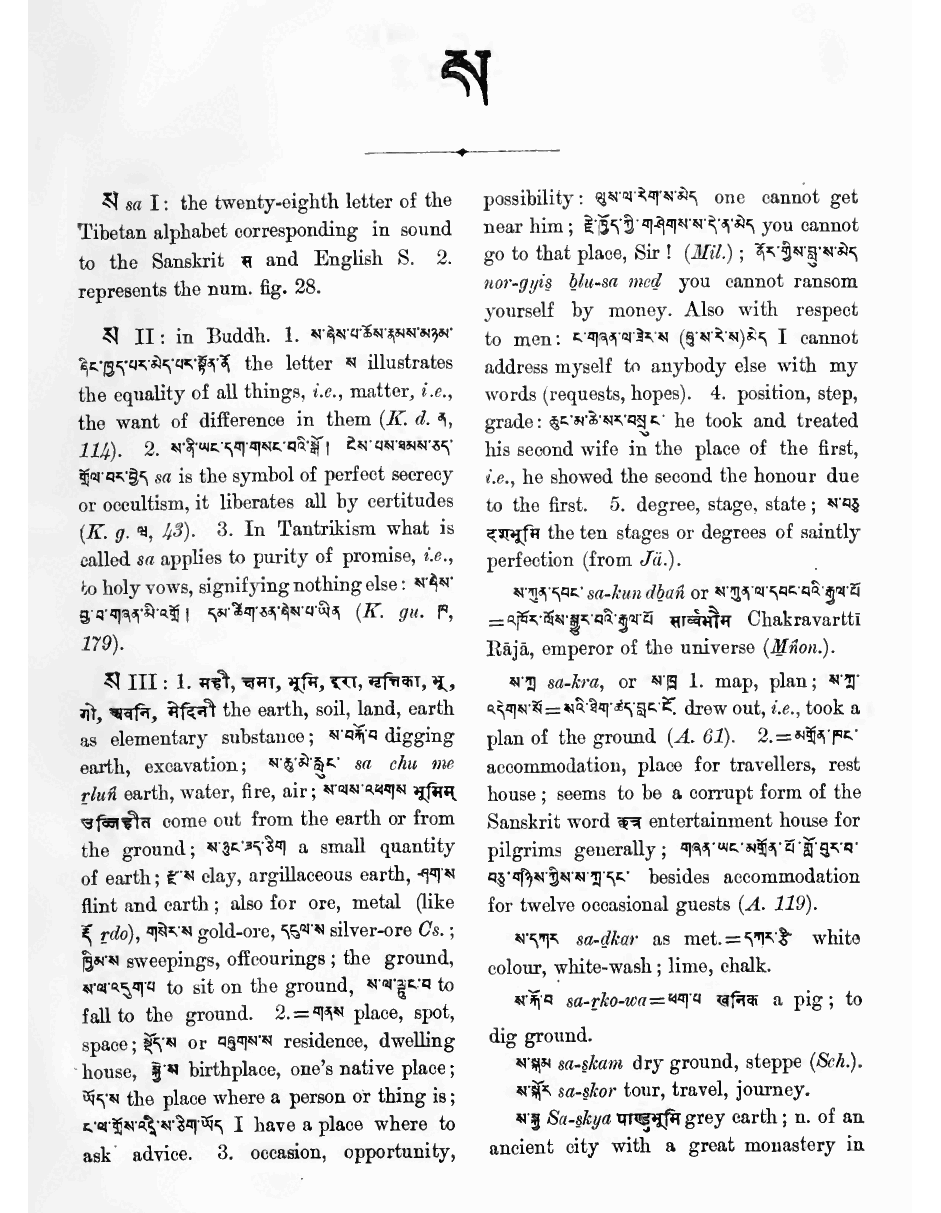 ས
ས sa I: the twenty-eighth letter of the
Tibetan alphabet corresponding in sound
to the Sanskrit स and English S. 2.
represents the num. fig. 28.
ས II: in Buddh. 1. ས་ཞེས་པ་ཆོས་རྣམས་མཉམ་
ཞིང་ཁྱད་པར་མེད་པར་སྟོན་ནོ the letter ས illustrates
the equality of all things, i.e., matter, i.e.,
the want of difference in them (K. d. ན,
114). 2. ས་ནི་ཡང་དག་གསང་བའི་སྒོ། ངེས་པས་ཐམས་ཅད་
གྲོལ་བར་བྱེད sa is the symbol of perfect secrecy
or occultism, it liberates all by certitudes
(K. g. 43). 3. In Tantrikism what is
called sa applies to purity of promise, i.e.,
to holy vows, signifying nothing else: ས་ཞེས་
བྱ་བ་གཞན་མི་འགྲོ། དམ་ཚིག་ཅན་ཞེས་པ་ཡིན (K. gu. ཁ,
179).
ས III: 1. मही, क्षमा, भूमि, इरा, मृत्तिका, भू,
गो, अवनि, मेदिनी the earth, soil, land, earth
as elementary substance; ས་བརྐོ་བ digging
earth, excavation; ས་ཆུ་མེ་རླུང་ sa chu me
rluṅ earth, water, fire, air; ས་ལས་འཕགས भूमिम्
come out from the earth or from
the ground; ས་ཅུང་ཟད་ཅིག a small quantity
of earth; རྫ་ས clay, argillaceous earth, ཤག་ས
flint and earth; also for ore, metal (like
རྡོ rdo), གསེར་ས gold-ore, དངུལ་ས silver-ore Cs.;
ཕྱིམ་ས sweepings, offcourings; the ground,
ས་ལ་འདུག་པ to sit on the ground, ས་ལ་ལྟུང་བ to
fall to the ground. 2.=གནས place, spot,
space; སྡོད་ས or བཞུགས་ས residence, dwelling
house, སྐྱེ་ས birthplace, one's native place;
ཡོད་ས the place where a person or thing is;
ང་ལ་གྲོས་འདྲི་ས་ཅིག་ཡོད I have a place where to
ask advice. 3. occasion, opportunity,
possibility: ལུས་ལ་རེག་ས་མེད one cannot get
near him; རྗེ་ཁྱོད་ཀྱི་གཤེགས་ས་དེ་ན་མེད you cannot
go to that place, Sir! (Mil.); ནོར་གྱིས་བླུ་ས་མེད
nor-gyis blu-sa med you cannot ransom
yourself by money. Also with respect
to men: ང་གཞན་ལ་ཟེར་ས (བྱ་ས་རེ་ས)མེད I cannot
address myself to anybody else with my
words (requests, hopes). 4. position, step,
grade: ཆུང་མ་ཆེ་སར་བསྲུང་ he took and treated
his second wife in the place of the first,
i.e., he showed the second the honour due
to the first. 5. degree, stage, state; ས་བཅུ
दशभूमि the ten stages or degrees of saintly
perfection (from Jä.).
ས་ཀུན་དབང་ sa-kun dbaṅ or ས་ཀུན་ལ་དབང་བའི་རྒྱལ་པོ
=འཁོར་ལོས་སྒྱུར་བའི་རྒྱལ་པོ सार्व्वभौम Chakravarttī
Rājā, emperor of the universe (Mṅon.).
ས་ཀྲ sa-kra, or ས་ཁྲ 1. map, plan; ས་ཀྲ་
འདེགས་སོ=སའི་ཐིག་ཚད་བླང་ངོ. drew out, i.e., took a
plan of the ground (A. 61). 2.=མགྲོན་ཁང་
accommodation, place for travellers, rest
house; seems to be a corrupt form of the
Sanskrit word entertainment house for
pilgrims generally; གཞན་ཡང་མགྲོན་པོ་གློ་བུར་བ་
བཅུ་གཉིས་ཀྱིས་ས་ཀྲ་དང་ besides accommodation
for twelve occasional guests (A. 119).
ས་དཀར sa-dkar as met.=དཀར་རྩི white
colour, white-wash; lime, chalk.
ས་རྐོ་བ sa-rko-wa=ཕག་པ खनिक a pig; to
dig ground.
ས་སྐམ sa-skam dry ground, steppe (Sch.).
ས་སྐོར sa-skor tour, travel, journey.
ས་སྐྱ Sa-skya पाण्डुभूमि grey earth; n. of an
ancient city with a great monastery in